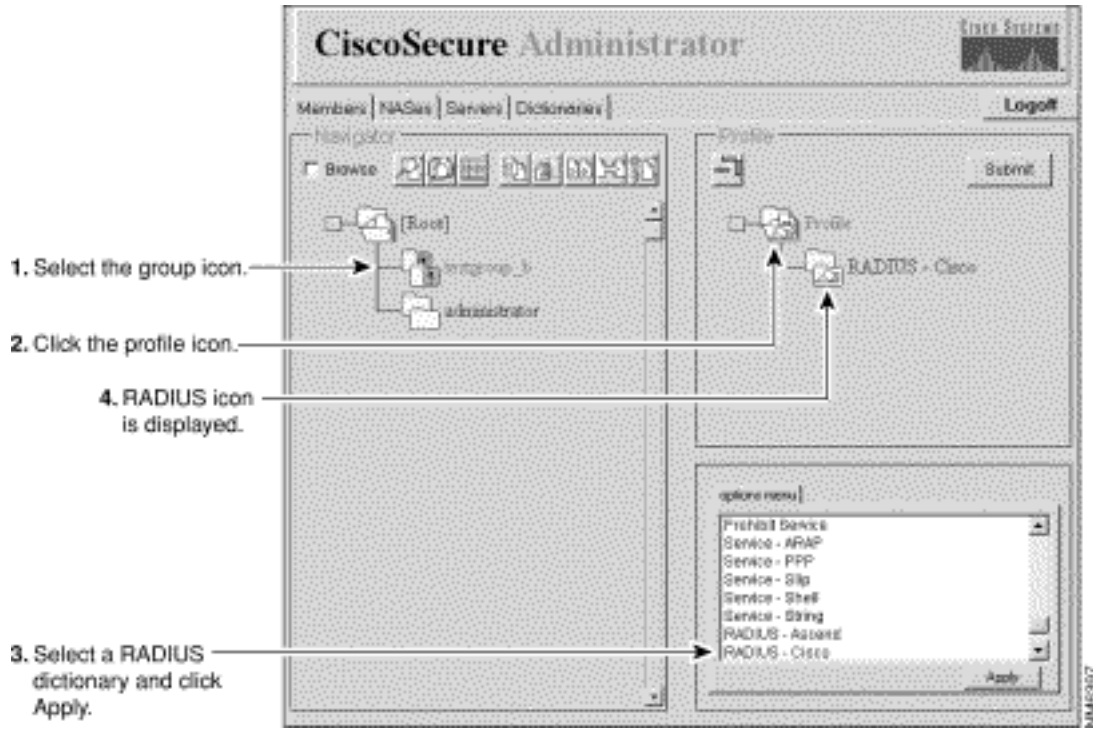 CiscoSecure Administrator
CISCO SYSTEMS
Members NASes Servers Dictionaries
Logoff
Navigator
Browse
[Root]
testgroup_b
administrator
Profile
Submit
Profile
RADIUS - Cisco
1. Select the group icon.
2. Click the profile icon.
4. RADIUS icon
is displayed.
3. Select a RADIUS
dictionary and click
Apply.
options menu
Prohibit Service
Service - ARAP
Service - PPP
Service - Slip
Service - Shell
Service - String
RADIUS - Ascend
RADIUS - Cisco
Apply